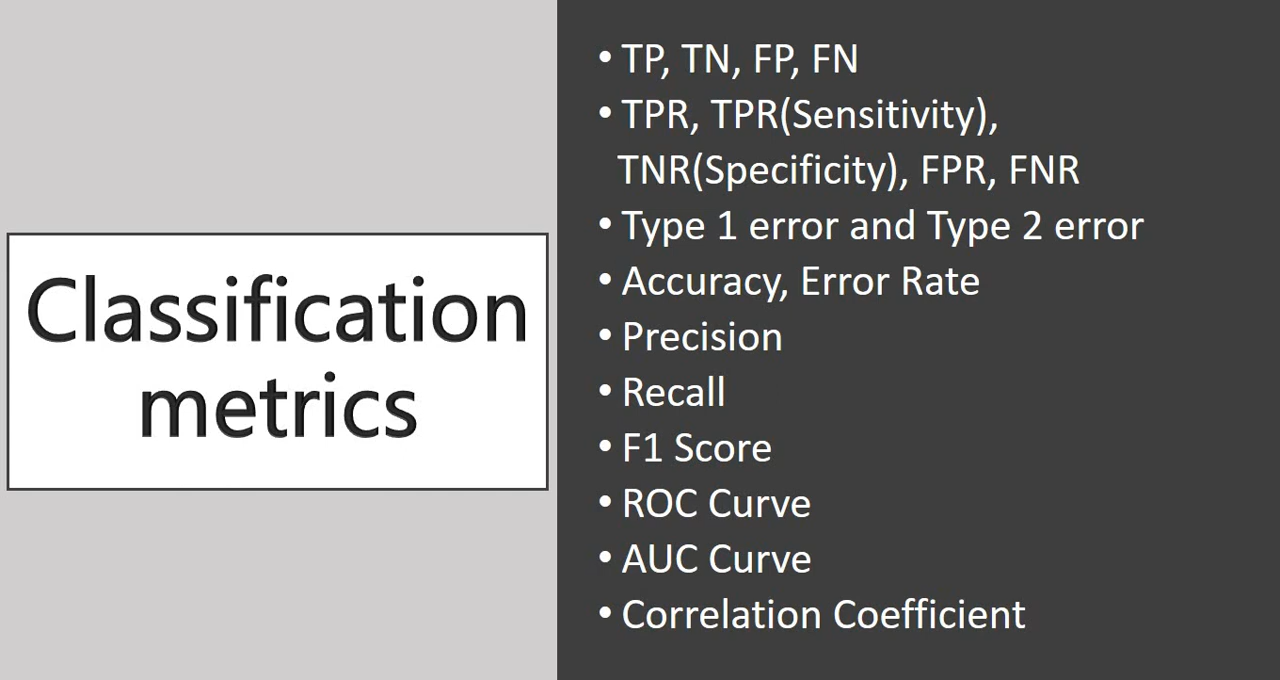 Classification
metrics
• TP, TN, FP, FN
• TPR, TPR(Sensitivity),
TNR(Specificity), FPR, FNR
• Type 1 error and Type 2 error
• Accuracy, Error Rate
• Precision
• Recall
• F1 Score
• ROC Curve
• AUC Curve
• Correlation Coefficient